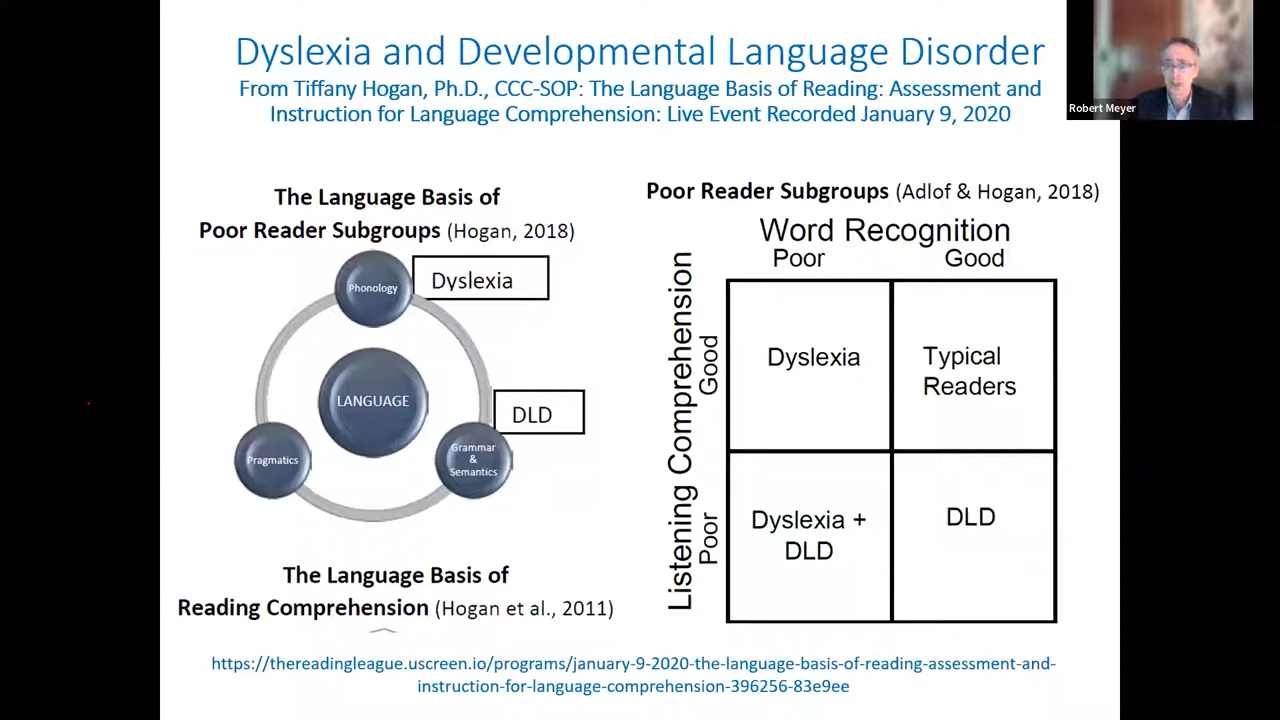 Dyslexia and Developmental Language Disorder
From Tiffany Hogan, Ph.D., CCC-SOP: The Language Basis of Reading: Assessment and
Instruction for Language Comprehension: Live Event Recorded January 9, 2020
Robert Meyer
The Language Basis of
Poor Reader Subgroups (Hogan, 2018)
Phonology
Dyslexia
LANGUAGE
DLD
Pragmatics
Grammar
&
Semantics
The Language Basis of
Reading Comprehension (Hogan et al., 2011)
Poor Reader Subgroups (Adlof & Hogan, 2018)
Word Recognition
Poor Good
Listening Comprehension
Good
Poor
Dyslexia
Typical
Readers
Dyslexia +
DLD
DLD
https://thereadingleague.uscreen.io/programs/january-9-2020-the-language-basis-of-reading-assessment-and-
instruction-for-language-comprehension-396256-83e9ee